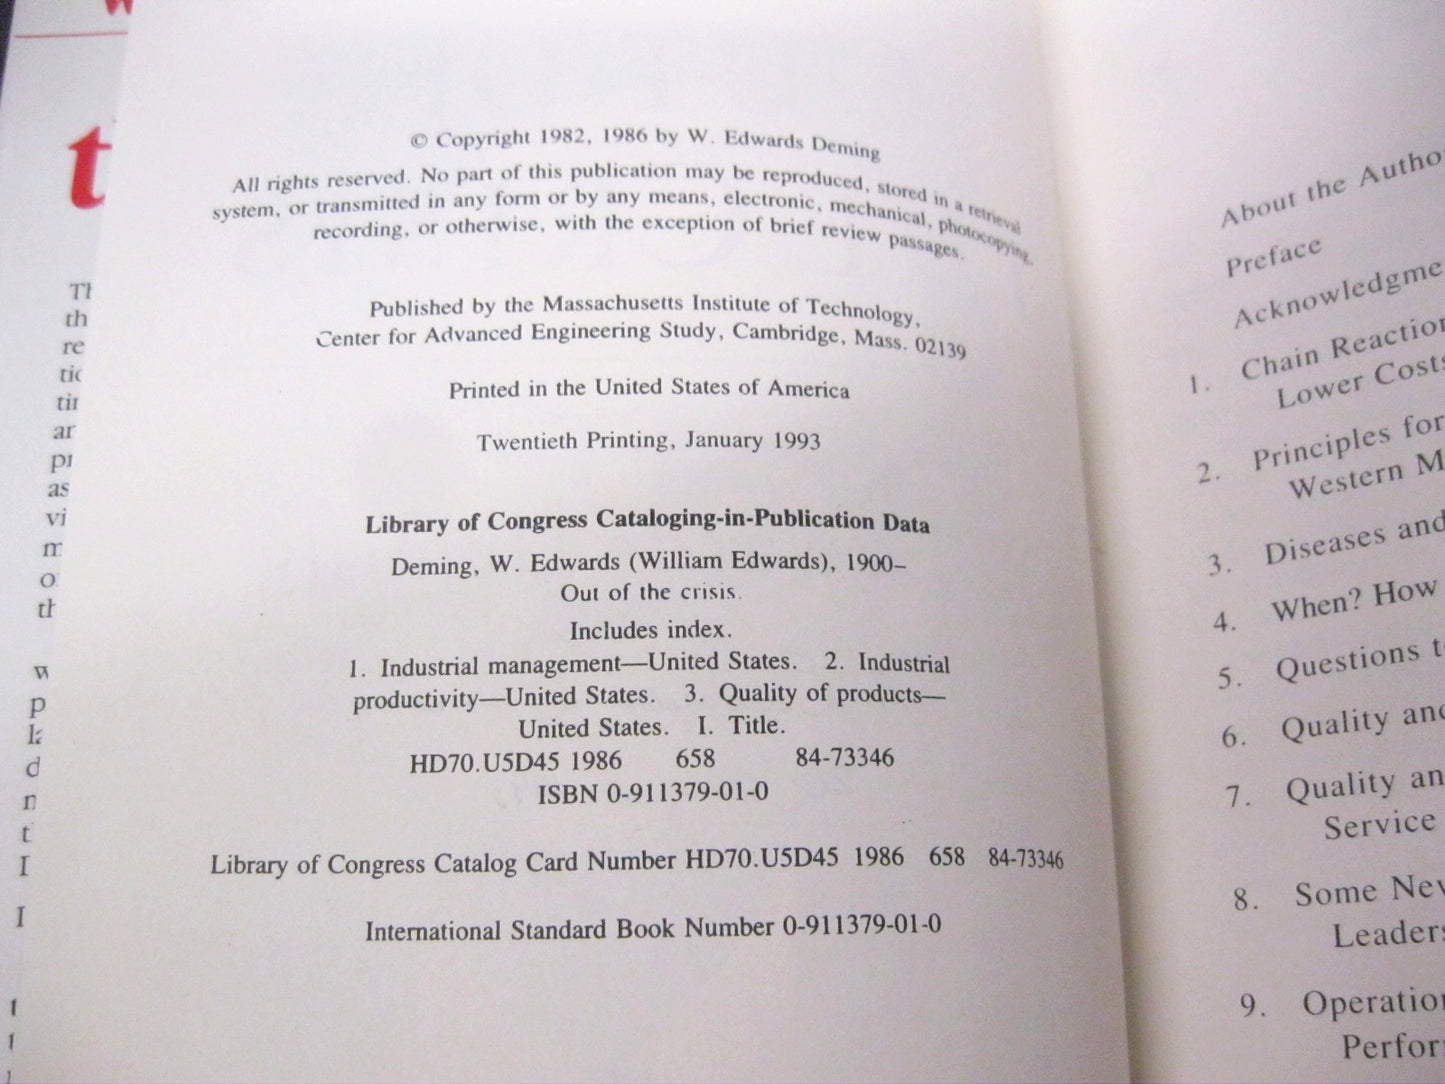 © Copyright 1982, 1986 by W. Edwards Deming
All rights reserved. No part of this publication may be reproduced, stored in a retrieval
system, or transmitted in any form or by any means, electronic, mechanical, photocopying,
recording, or otherwise, with the exception of brief review passages.
Published by the Massachusetts Institute of Technology,
Center for Advanced Engineering Study, Cambridge, Mass. 02139
Printed in the United States of America
Twentieth Printing, January 1993
Library of Congress Cataloging-in-Publication Data
Deming, W. Edwards (William Edwards), 1900–
Out of the crisis.
Includes index.
1. Industrial management—United States. 2. Industrial
productivity—United States. 3. Quality of products—
United States. I. Title.
HD70.U5D45 1986 658 84-73346
ISBN 0-911379-01-0
Library of Congress Catalog Card Number HD70.U5D45 1986 658 84-73346
International Standard Book Number 0-911379-01-0
About the Autho
Preface
Acknowledgme
1. Chain Reaction
Lower Costs
2. Principles for
Western M
3. Diseases and
4. When? How
5. Questions t
6. Quality and
7. Quality an
Service
8. Some New
Leaders
9. Operation
Perfor